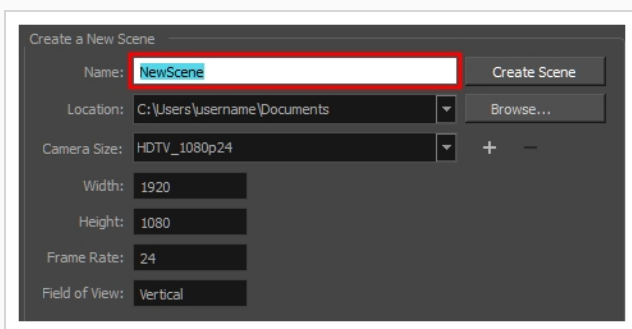 Create a New Scene
Name: NewScene Create Scene
Location: C:\Users\username\Documents Browse...
Camera Size: HDTV_1080p24 + −
Width: 1920
Height: 1080
Frame Rate: 24
Field of View: Vertical